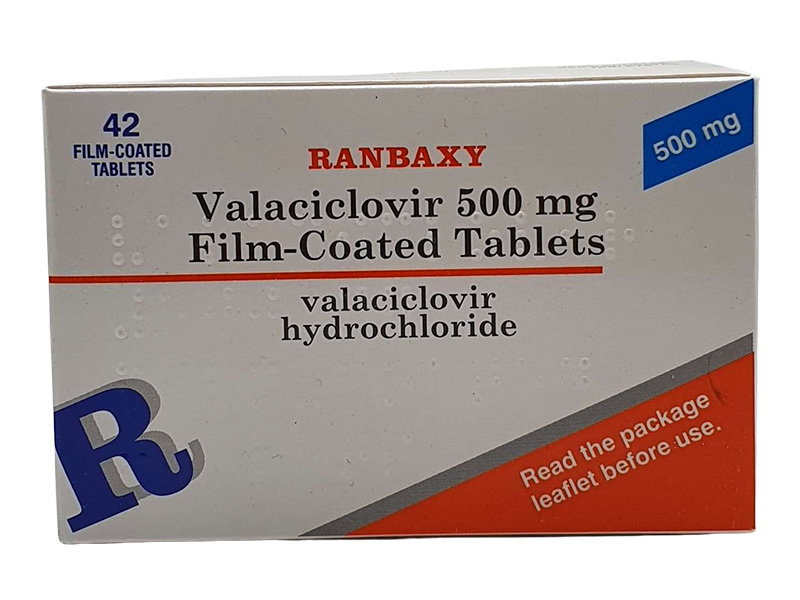 42
FILM-COATED
TABLETS
RANBAXY
500 mg
Valaciclovir 500 mg
Film-Coated Tablets
valaciclovir
hydrochloride
R
Read the package
leaflet before use.